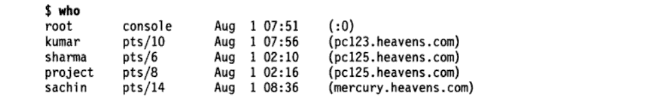 $ who
root console Aug 1 07:51 (:0)
kumar pts/10 Aug 1 07:56 (pc123.heavens.com)
sharma pts/6 Aug 1 02:10 (pc125.heavens.com)
project pts/8 Aug 1 02:16 (pc125.heavens.com)
sachin pts/14 Aug 1 08:36 (mercury.heavens.com)